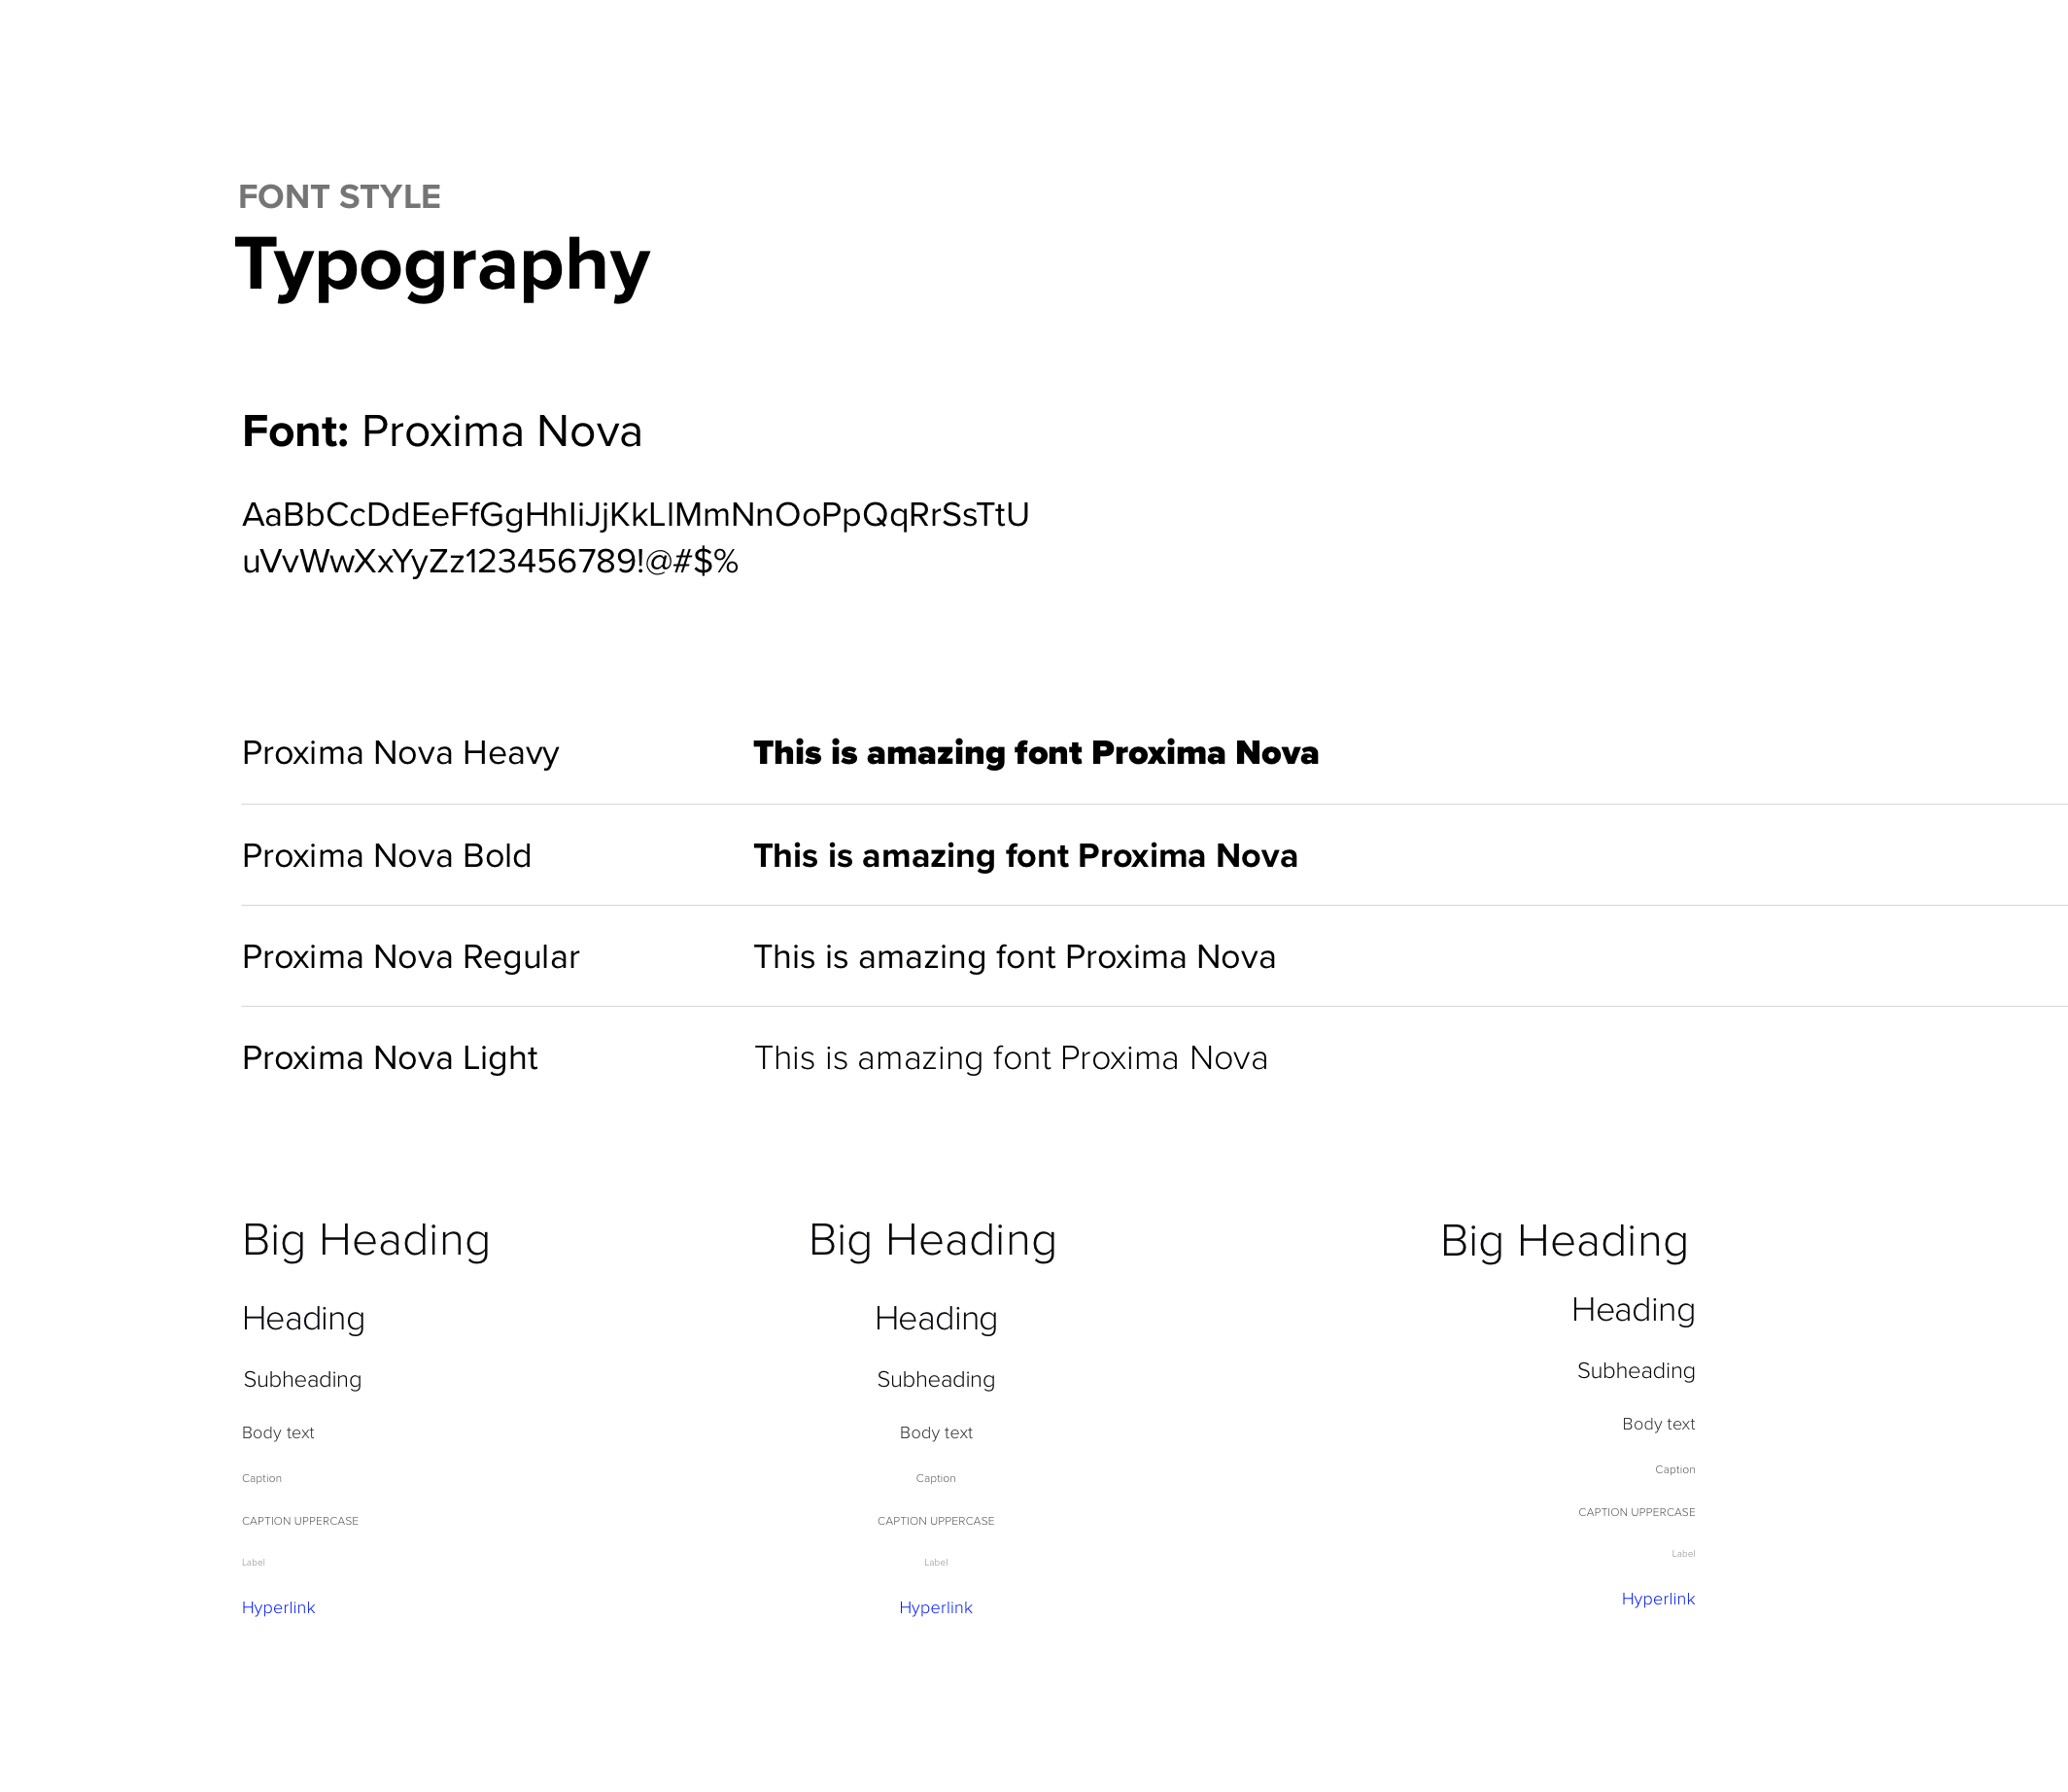 FONT STYLE
Typography
Font: Proxima Nova
AaBbCcDdEeFfGgHhIiJjKkLlMmNnOoPpQqRrSsTtU
uVvWwXxYyZz123456789!@#$%
Proxima Nova Heavy This is amazing font Proxima Nova
Proxima Nova Bold This is amazing font Proxima Nova
Proxima Nova Regular This is amazing font Proxima Nova
Proxima Nova Light This is amazing font Proxima Nova
Big Heading
Heading
Subheading
Body text
Caption
CAPTION UPPERCASE
Label
Hyperlink
Big Heading
Heading
Subheading
Body text
Caption
CAPTION UPPERCASE
Label
Hyperlink
Big Heading
Heading
Subheading
Body text
Caption
CAPTION UPPERCASE
Label
Hyperlink